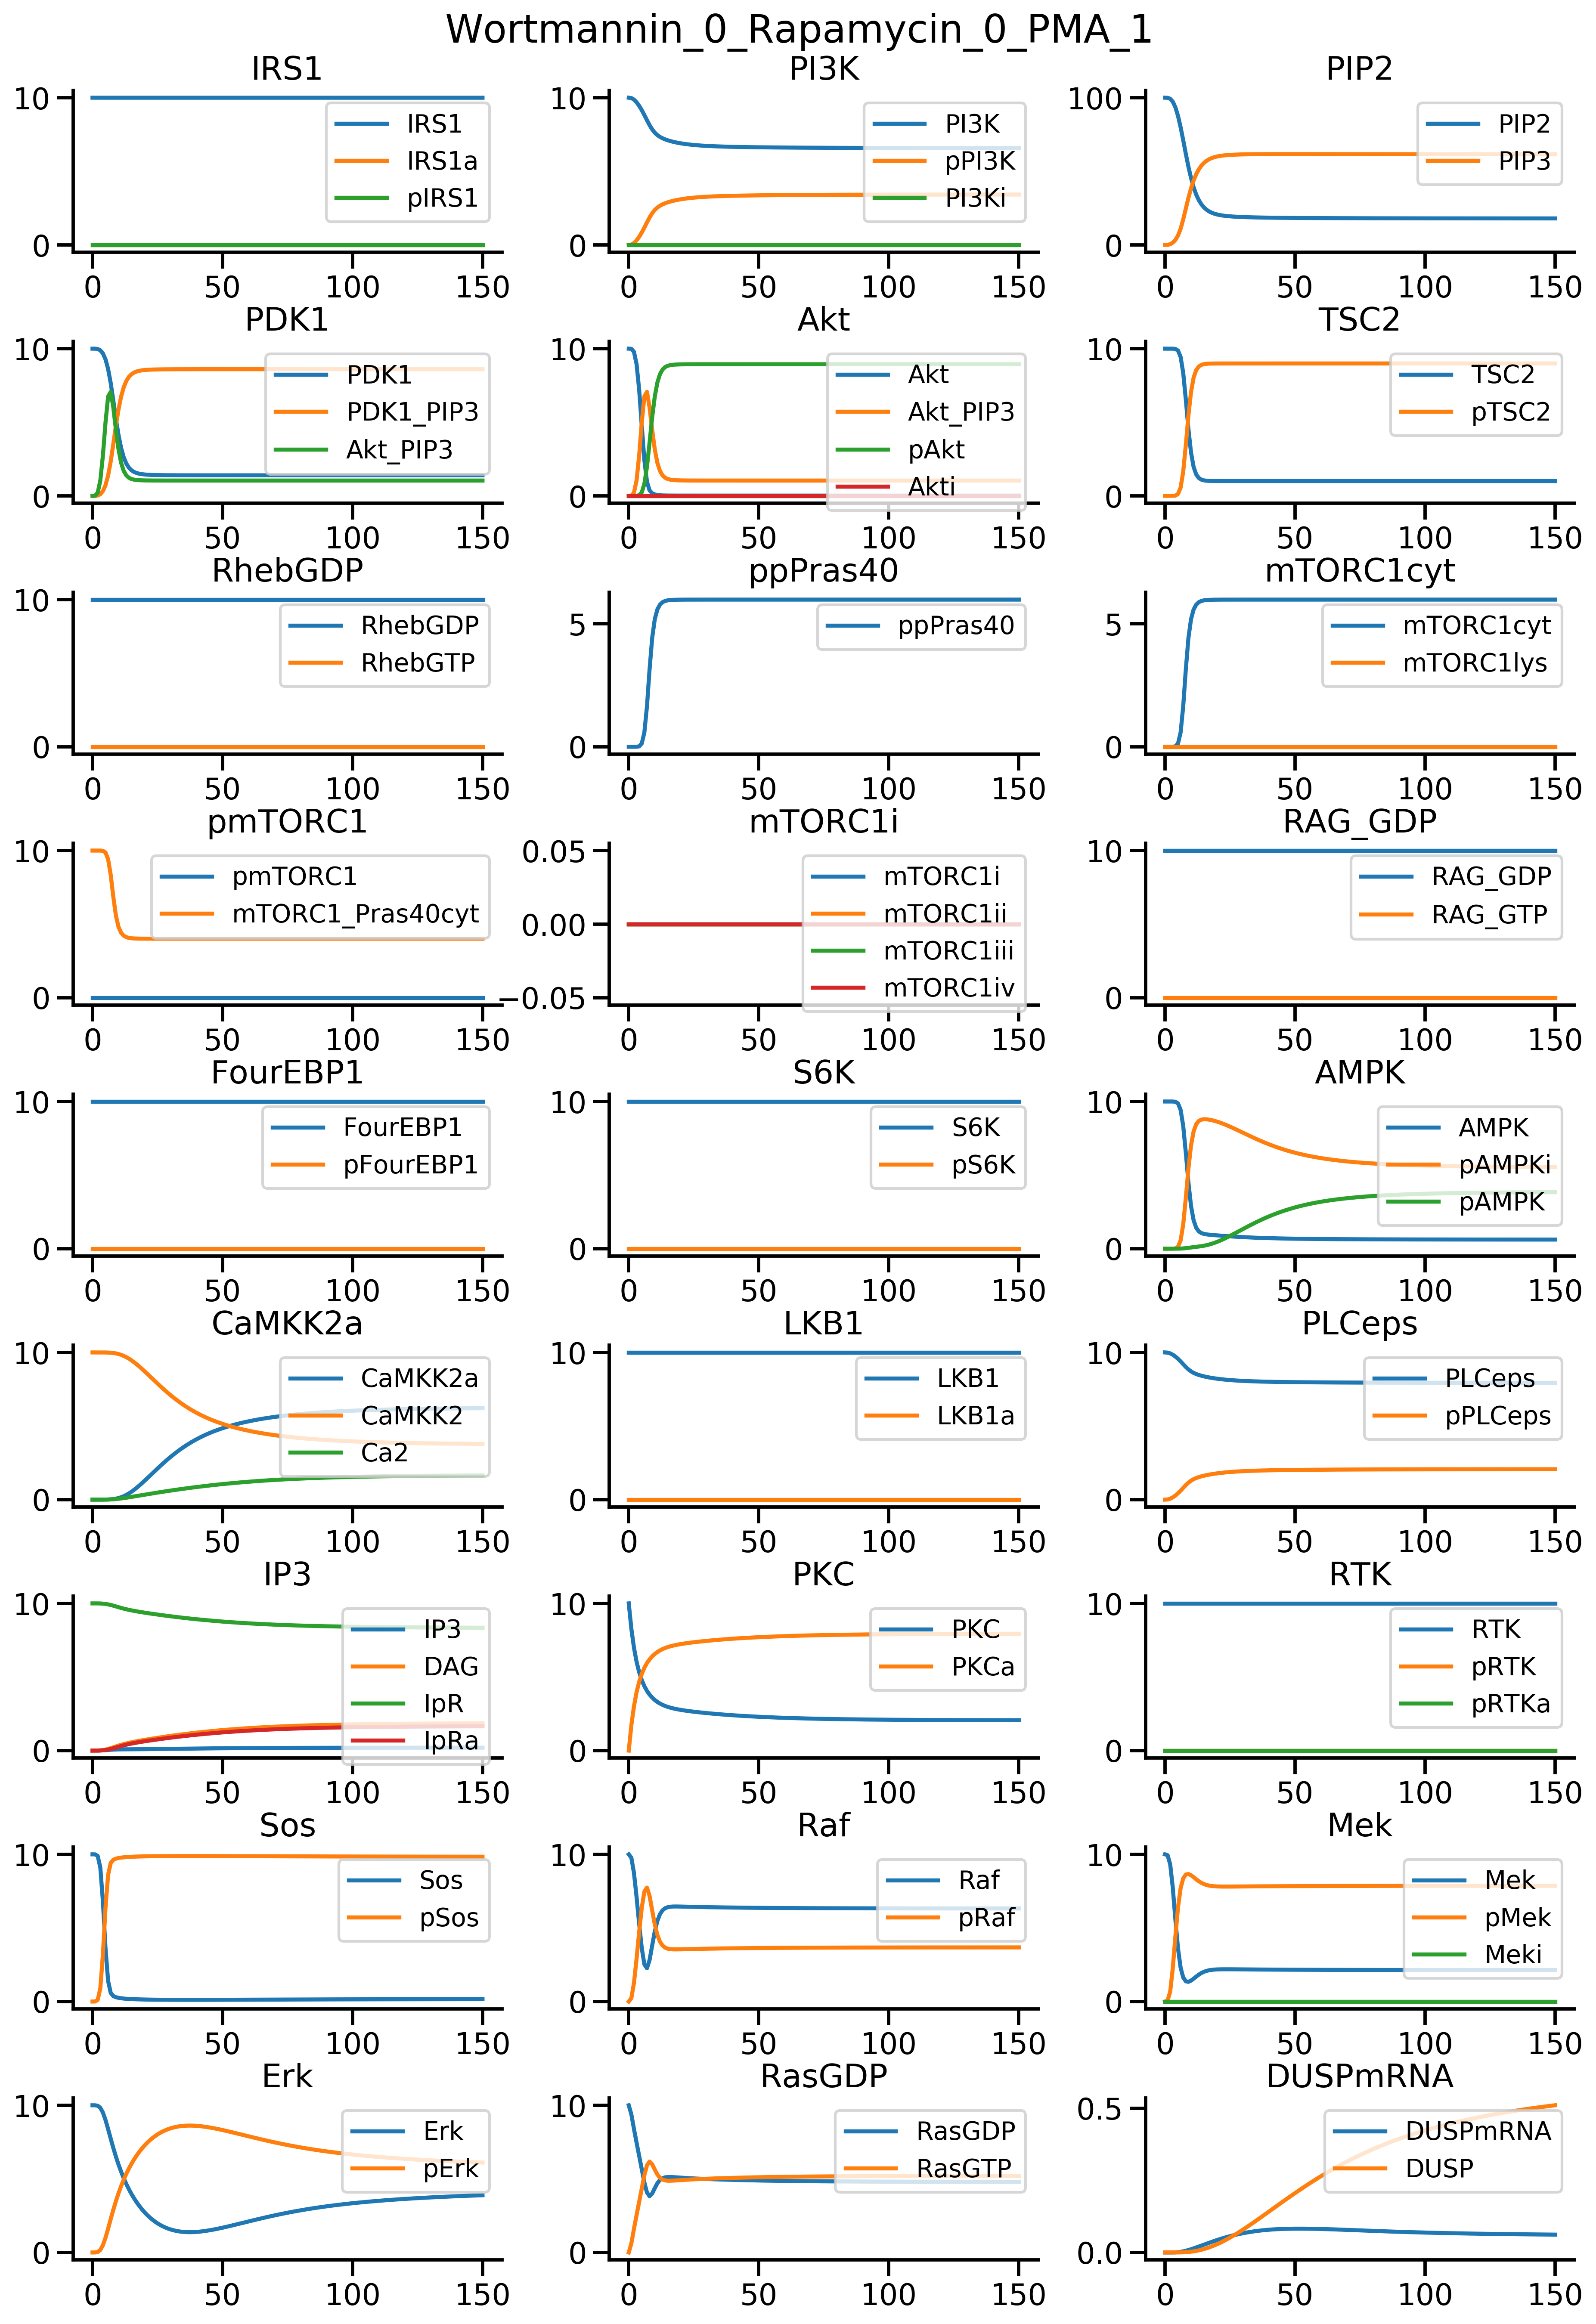 Wortmannin_0_Rapamycin_0_PMA_1
IRS1
10
0
0 50 100 150
IRS1
IRS1a
pIRS1
PI3K
10
0
0 50 100 150
PI3K
pPI3K
PI3Ki
PIP2
100
0
0 50 100 150
PIP2
PIP3
PDK1
10
0
0 50 100 150
PDK1
PDK1_PIP3
Akt_PIP3
Akt
10
0
0 50 100 150
Akt
Akt_PIP3
pAkt
Akti
TSC2
10
0
0 50 100 150
TSC2
pTSC2
RhebGDP
10
0
0 50 100 150
RhebGDP
RhebGTP
ppPras40
5
0
0 50 100 150
ppPras40
mTORC1cyt
5
0
0 50 100 150
mTORC1cyt
mTORC1lys
pmTORC1
10
0
0 50 100 150
pmTORC1
mTORC1_Pras40cyt
mTORC1i
0.05
0.00
−0.05
0 50 100 150
mTORC1i
mTORC1ii
mTORC1iii
mTORC1iv
RAG_GDP
10
0
0 50 100 150
RAG_GDP
RAG_GTP
FourEBP1
10
0
0 50 100 150
FourEBP1
pFourEBP1
S6K
10
0
0 50 100 150
S6K
pS6K
AMPK
10
0
0 50 100 150
AMPK
pAMPKi
pAMPK
CaMKK2a
10
0
0 50 100 150
CaMKK2a
CaMKK2
Ca2
LKB1
10
0
0 50 100 150
LKB1
LKB1a
PLCeps
10
0
0 50 100 150
PLCeps
pPLCeps
IP3
10
0
0 50 100 150
IP3
DAG
IpR
IpRa
PKC
10
0
0 50 100 150
PKC
PKCa
RTK
10
0
0 50 100 150
RTK
pRTK
pRTKa
Sos
10
0
0 50 100 150
Sos
pSos
Raf
10
0
0 50 100 150
Raf
pRaf
Mek
10
0
0 50 100 150
Mek
pMek
Meki
Erk
10
0
0 50 100 150
Erk
pErk
RasGDP
10
0
0 50 100 150
RasGDP
RasGTP
DUSPmRNA
0.5
0.0
0 50 100 150
DUSPmRNA
DUSP